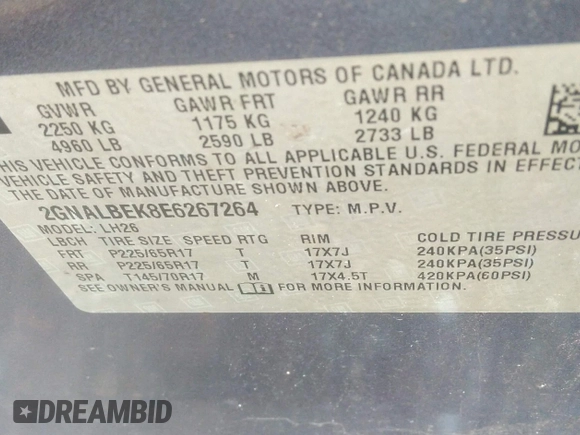 MFD BY GENERAL MOTORS OF CANADA LTD.
GVWR GAWR FRT GAWR RR
2250 KG 1175 KG 1240 KG
4960 LB 2590 LB 2733 LB
THIS VEHICLE CONFORMS TO ALL APPLICABLE U.S. FEDERAL
VEHICLE SAFETY AND THEFT PREVENTION STANDARDS IN EFFECT
THE DATE OF MANUFACTURE SHOWN ABOVE.
2GNALBEK8E6267264 TYPE: M.P.V.
MODEL: LH26
LBCH TIRE SIZE SPEED RTG RIM COLD TIRE PRESSU
FRT P225/65R17 T 17X7J 240KPA(35PSI)
RR P225/65R17 T 17X7J 240KPA(35PSI)
SPA T145/70R17 M 17X4.5T 420KPA(60PSI)
SEE OWNER'S MANUAL FOR MORE INFORMATION.
DREAMBID